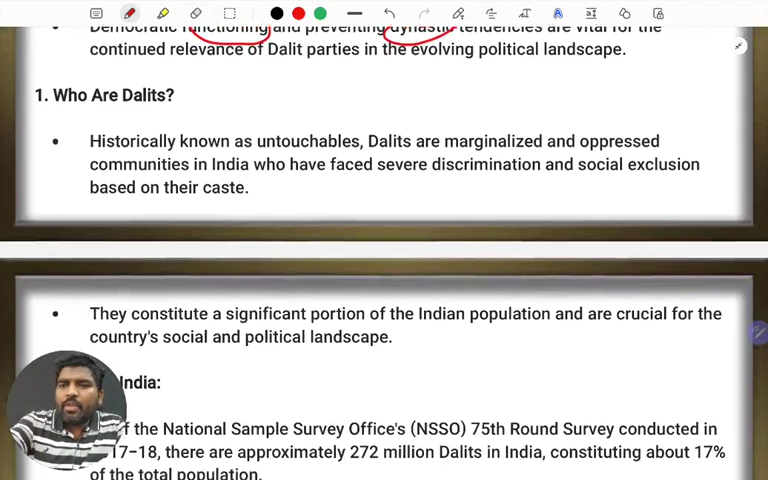 Democratic functioning and preventing dynastic tendencies are vital for the
continued relevance of Dalit parties in the evolving political landscape.
1. Who Are Dalits?
• Historically known as untouchables, Dalits are marginalized and oppressed
communities in India who have faced severe discrimination and social exclusion
based on their caste.
• They constitute a significant portion of the Indian population and are crucial for the
country's social and political landscape.
India:
f the National Sample Survey Office's (NSSO) 75th Round Survey conducted in
17-18, there are approximately 272 million Dalits in India, constituting about 17%
of the total population.